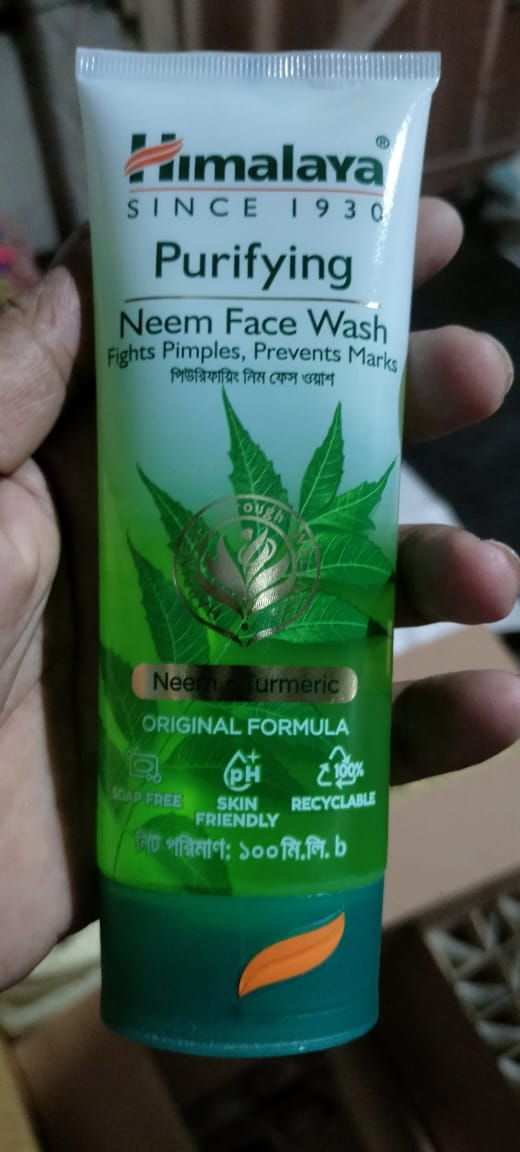 Himalaya®
SINCE 1930
Purifying
Neem Face Wash
Fights Pimples, Prevents Marks
পিউরিফায়িং নিম ফেস ওয়াশ
Neem • Turmeric
ORIGINAL FORMULA
pH+
100%
SOAP FREE
SKIN FRIENDLY
RECYCLABLE
নিট পরিমাণ: ১০০মি.লি. b